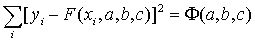 ∑_i [y_i − F(x_i, a, b, c)]^2 = Φ(a, b, c)